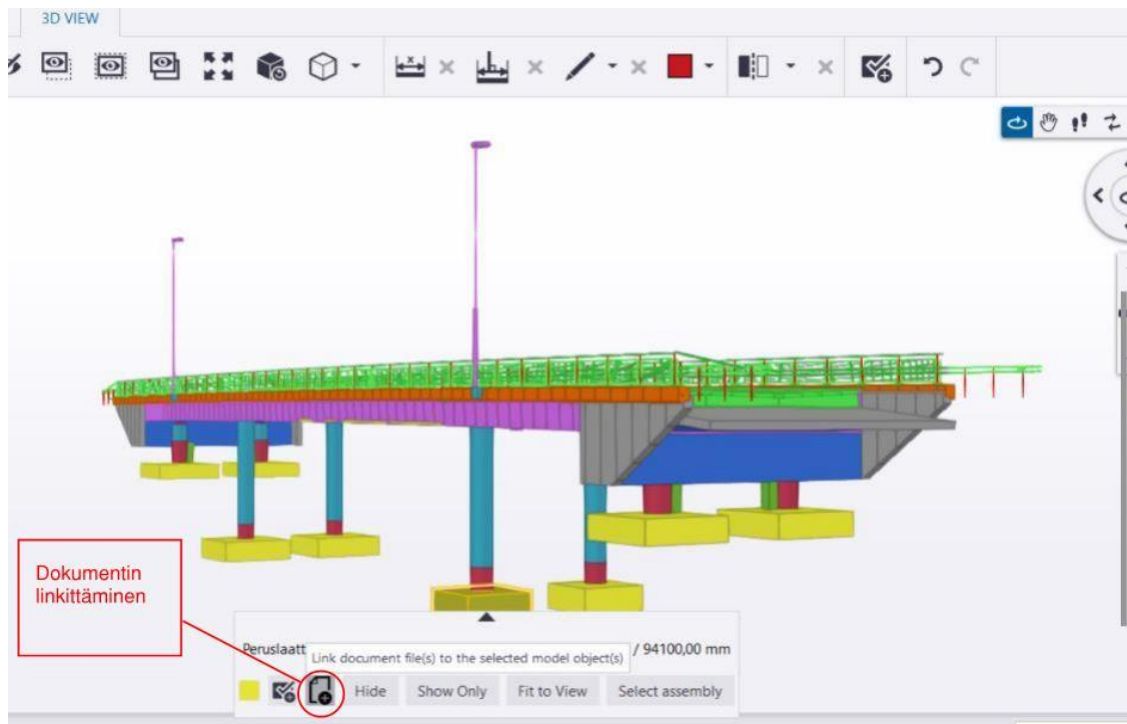 3D VIEW
Dokumentin
linkittäminen
Peruslaatt
/ 94100,00 mm
Link document file(s) to the selected model object(s)
Hide
Show Only
Fit to View
Select assembly